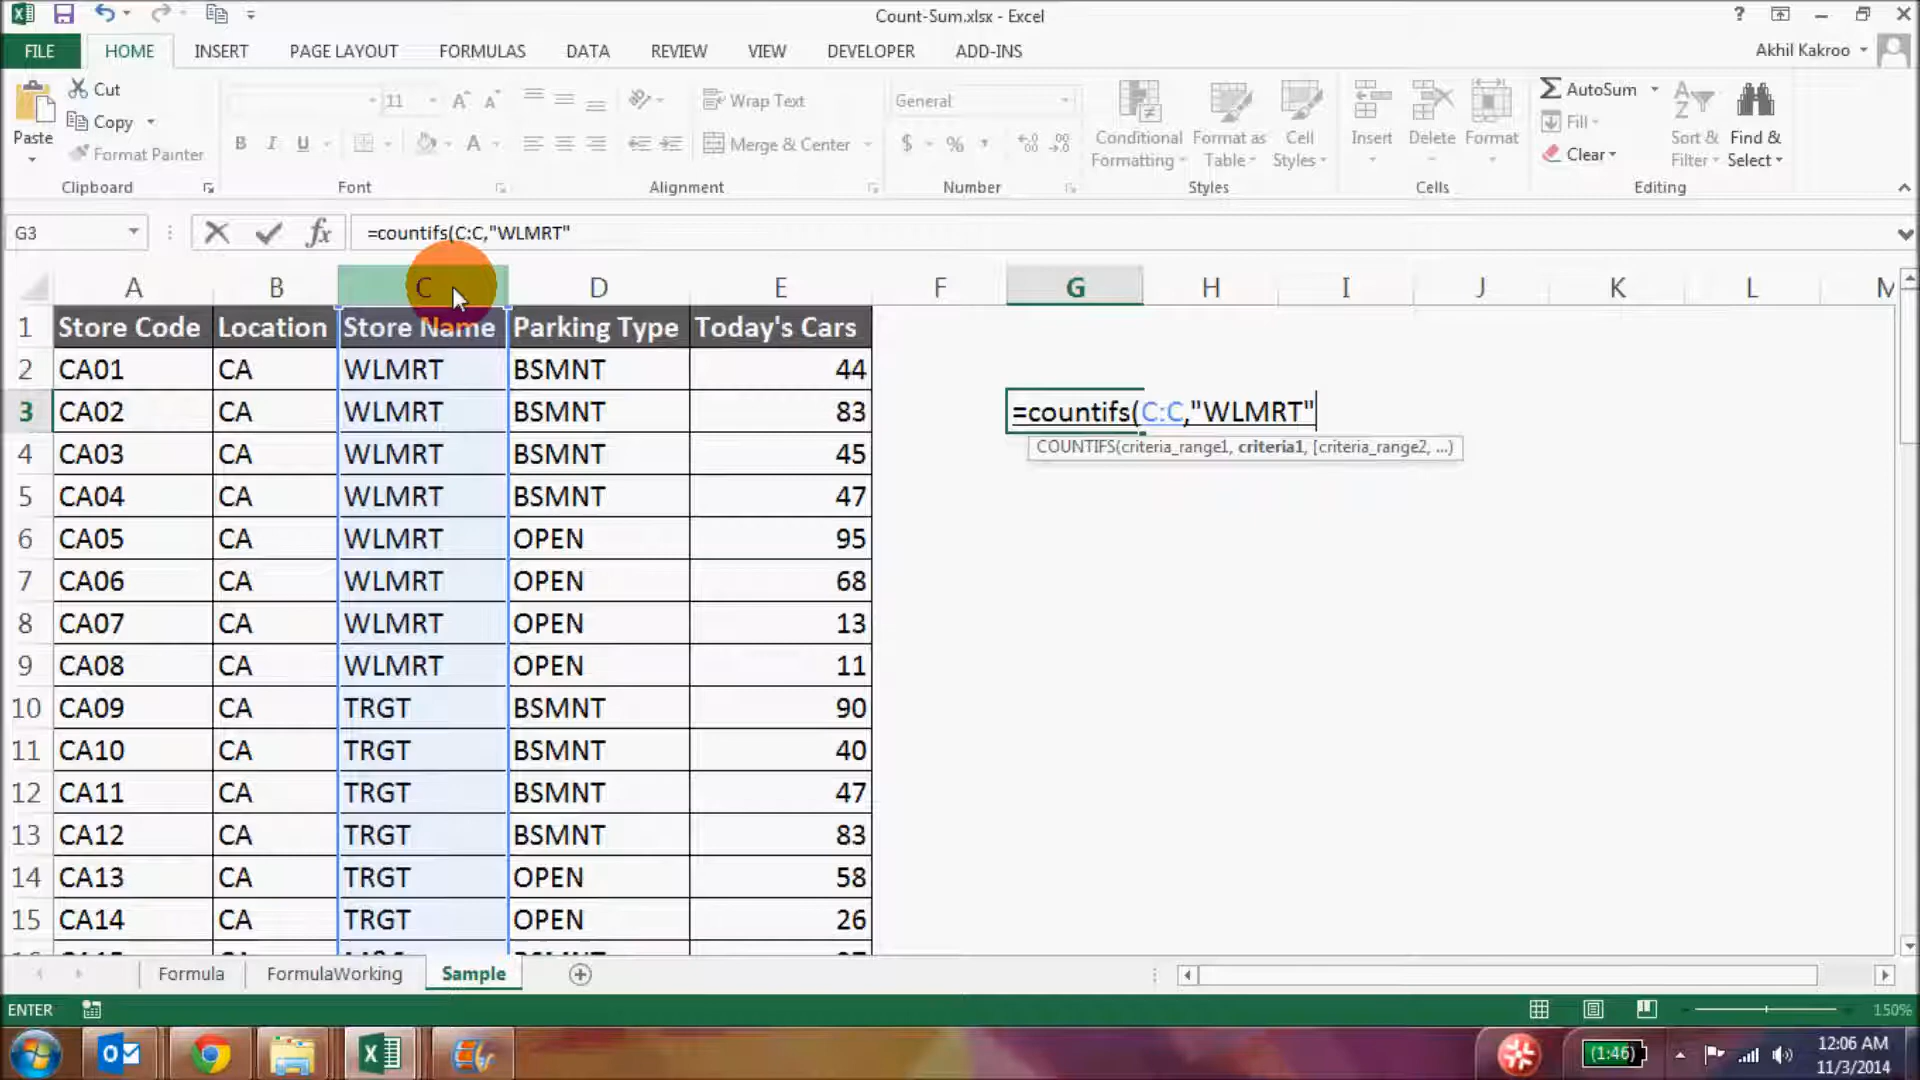 Count-Sum.xlsx - Excel
?
FILE HOME INSERT PAGE LAYOUT FORMULAS DATA REVIEW VIEW DEVELOPER ADD-INS Akhil Kakroo
Paste
Cut
Copy
Format Painter
Clipboard
11
B I U
Font
Wrap Text
Merge & Center
Alignment
General
$ % ,
Number
Conditional Formatting
Format as Table
Cell Styles
Styles
Insert Delete Format
Cells
AutoSum
Fill
Clear
Sort & Filter
Find & Select
Editing
G3 fx =countifs(C:C,"WLMRT"
A B C D E F G H I J K L M
1 Store Code Location Store Name Parking Type Today's Cars
2 CA01 CA WLMRT BSMNT 44
3 CA02 CA WLMRT BSMNT 83 =countifs(C:C,"WLMRT"
COUNTIFS(criteria_range1, criteria1, [criteria_range2, ...)
4 CA03 CA WLMRT BSMNT 45
5 CA04 CA WLMRT BSMNT 47
6 CA05 CA WLMRT OPEN 95
7 CA06 CA WLMRT OPEN 68
8 CA07 CA WLMRT OPEN 13
9 CA08 CA WLMRT OPEN 11
10 CA09 CA TRGT BSMNT 90
11 CA10 CA TRGT BSMNT 40
12 CA11 CA TRGT BSMNT 47
13 CA12 CA TRGT BSMNT 83
14 CA13 CA TRGT OPEN 58
15 CA14 CA TRGT OPEN 26
Formula FormulaWorking Sample
ENTER 150%
(1:46)
12:06 AM
11/3/2014